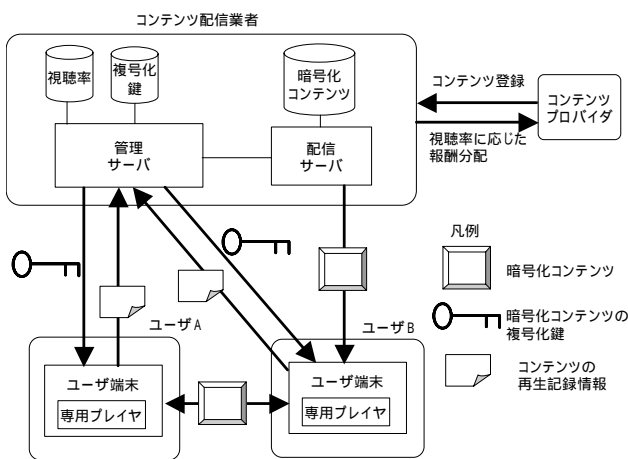 コンテンツ配信業者
視聴率
複号化
鍵
暗号化
コンテンツ
管理
サーバ
配信
サーバ
コンテンツ登録
コンテンツ
プロバイダ
視聴率に応じた
報酬分配
凡例
暗号化コンテンツ
暗号化コンテンツの
複号化鍵
コンテンツの
再生記録情報
ユーザA
ユーザB
ユーザ端末
専用プレイヤ
ユーザ端末
専用プレイヤ